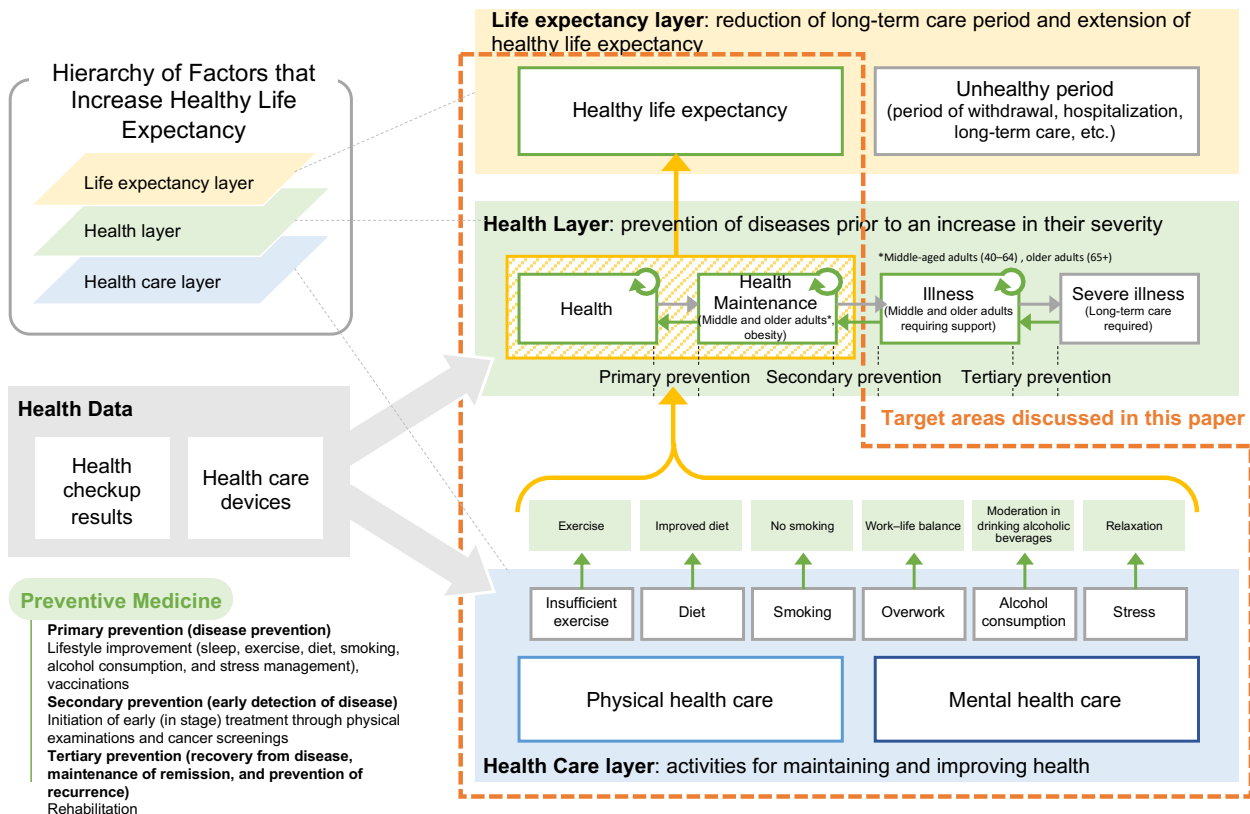 Hierarchy of Factors that
Increase Healthy Life
Expectancy
Life expectancy layer
Health layer
Health care layer
Health Data
Health
checkup
results
Health care
devices
Preventive Medicine
Primary prevention (disease prevention)
Lifestyle improvement (sleep, exercise, diet, smoking,
alcohol consumption, and stress management),
vaccinations
Secondary prevention (early detection of disease)
Initiation of early (in stage) treatment through physical
examinations and cancer screenings
Tertiary prevention (recovery from disease,
maintenance of remission, and prevention of
recurrence)
Rehabilitation
Life expectancy layer: reduction of long-term care period and extension of
healthy life expectancy
Healthy life expectancy
Unhealthy period
(period of withdrawal, hospitalization,
long-term care, etc.)
Health Layer: prevention of diseases prior to an increase in their severity
*Middle-aged adults (40–64) , older adults (65+)
Health
Health
Maintenance
(Middle and older adults*,
obesity)
Illness
(Middle and older adults
requiring support)
Severe illness
(Long-term care
required)
Primary prevention
Secondary prevention
Tertiary prevention
Target areas discussed in this paper
Exercise
Improved diet
No smoking
Work–life balance
Moderation in
drinking alcoholic
beverages
Relaxation
Insufficient
exercise
Diet
Smoking
Overwork
Alcohol
consumption
Stress
Physical health care
Mental health care
Health Care layer: activities for maintaining and improving health